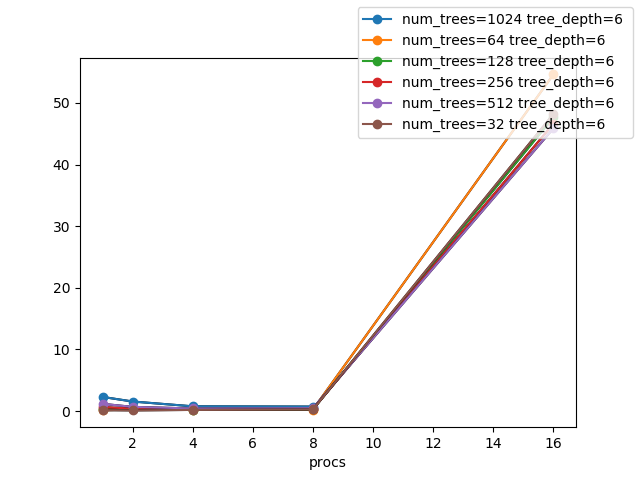 num_trees=1024 tree_depth=6
num_trees=64 tree_depth=6
num_trees=128 tree_depth=6
num_trees=256 tree_depth=6
num_trees=512 tree_depth=6
num_trees=32 tree_depth=6
50
40
30
20
10
0
2 4 6 8 10 12 14 16
procs